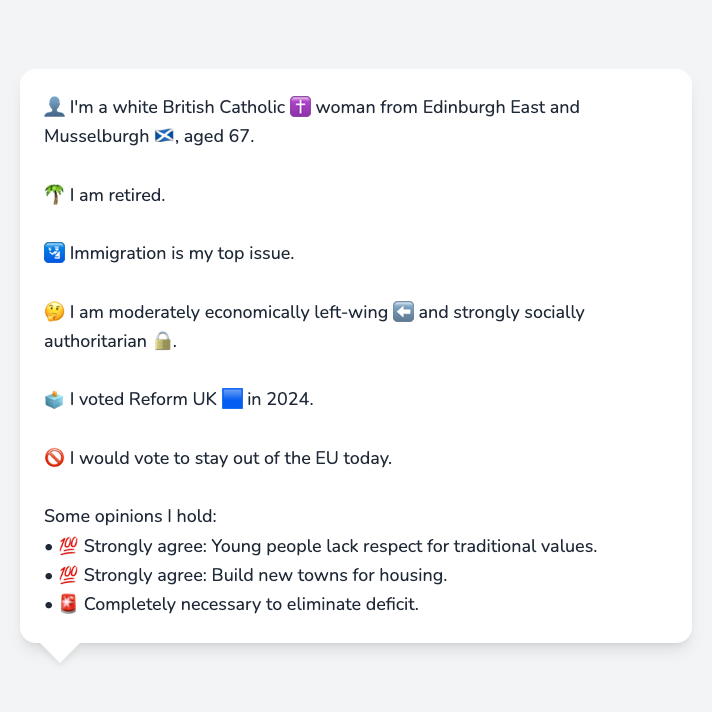 👤 I'm a white British Catholic ✝️ woman from Edinburgh East and
Musselburgh 🏴󠁧󠁢󠁳󠁣󠁴󠁿, aged 67.
🌴 I am retired.
🛂 Immigration is my top issue.
🤔 I am moderately economically left-wing ⬅️ and strongly socially
authoritarian 🔒.
🗳️ I voted Reform UK 🟦 in 2024.
🚫 I would vote to stay out of the EU today.
Some opinions I hold:
• 💯 Strongly agree: Young people lack respect for traditional values.
• 💯 Strongly agree: Build new towns for housing.
• 🚨 Completely necessary to eliminate deficit.